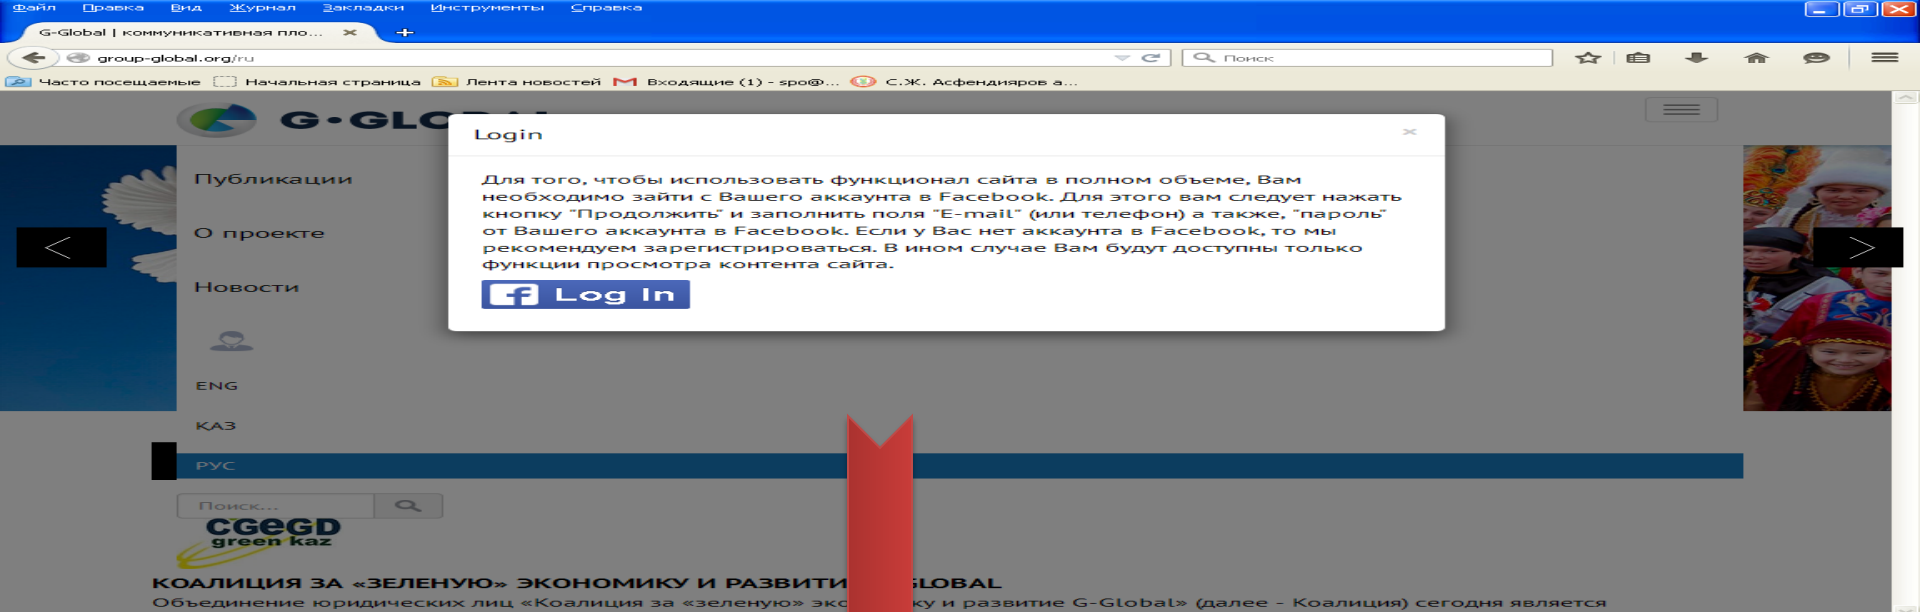 Файл Правка Вид Журнал Закладки Инструменты Справка
G-Global | коммуникативная пло...
group-global.org/ru
Поиск
Часто посещаемые Начальная страница Лента новостей Входящие (1) - spo@... С.Ж. Асфендияров а...
G•GLO
Login
Для того, чтобы использовать функционал сайта в полном объеме, Вам
необходимо зайти с Вашего аккаунта в Facebook. Для этого вам следует нажать
кнопку "Продолжить" и заполнить поля "E-mail" (или телефон) а также, "пароль"
от Вашего аккаунта в Facebook. Если у Вас нет аккаунта в Facebook, то мы
рекомендуем зарегистрироваться. В ином случае Вам будут доступны только
функции просмотра контента сайта.
f Log In
Публикации
О проекте
Новости
ENG
ҚАЗ
РУС
Поиск...
CGeGD
green kaz
КОАЛИЦИЯ ЗА «ЗЕЛЕНУЮ» ЭКОНОМИКУ И РАЗВИТИ GLOBAL
Объединение юридических лиц «Коалиция за «зеленую» эко ку и развитие G-Global» (далее - Коалиция) сегодня является